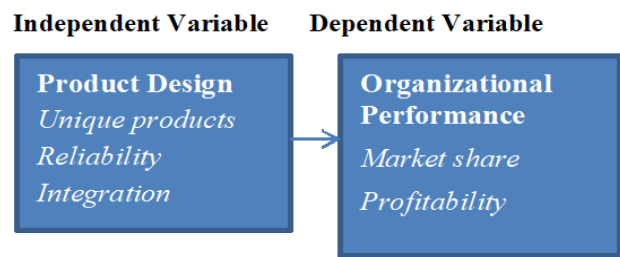 Independent Variable
Dependent Variable
Product Design
Unique products
Reliability
Integration
Organizational
Performance
Market share
Profitability